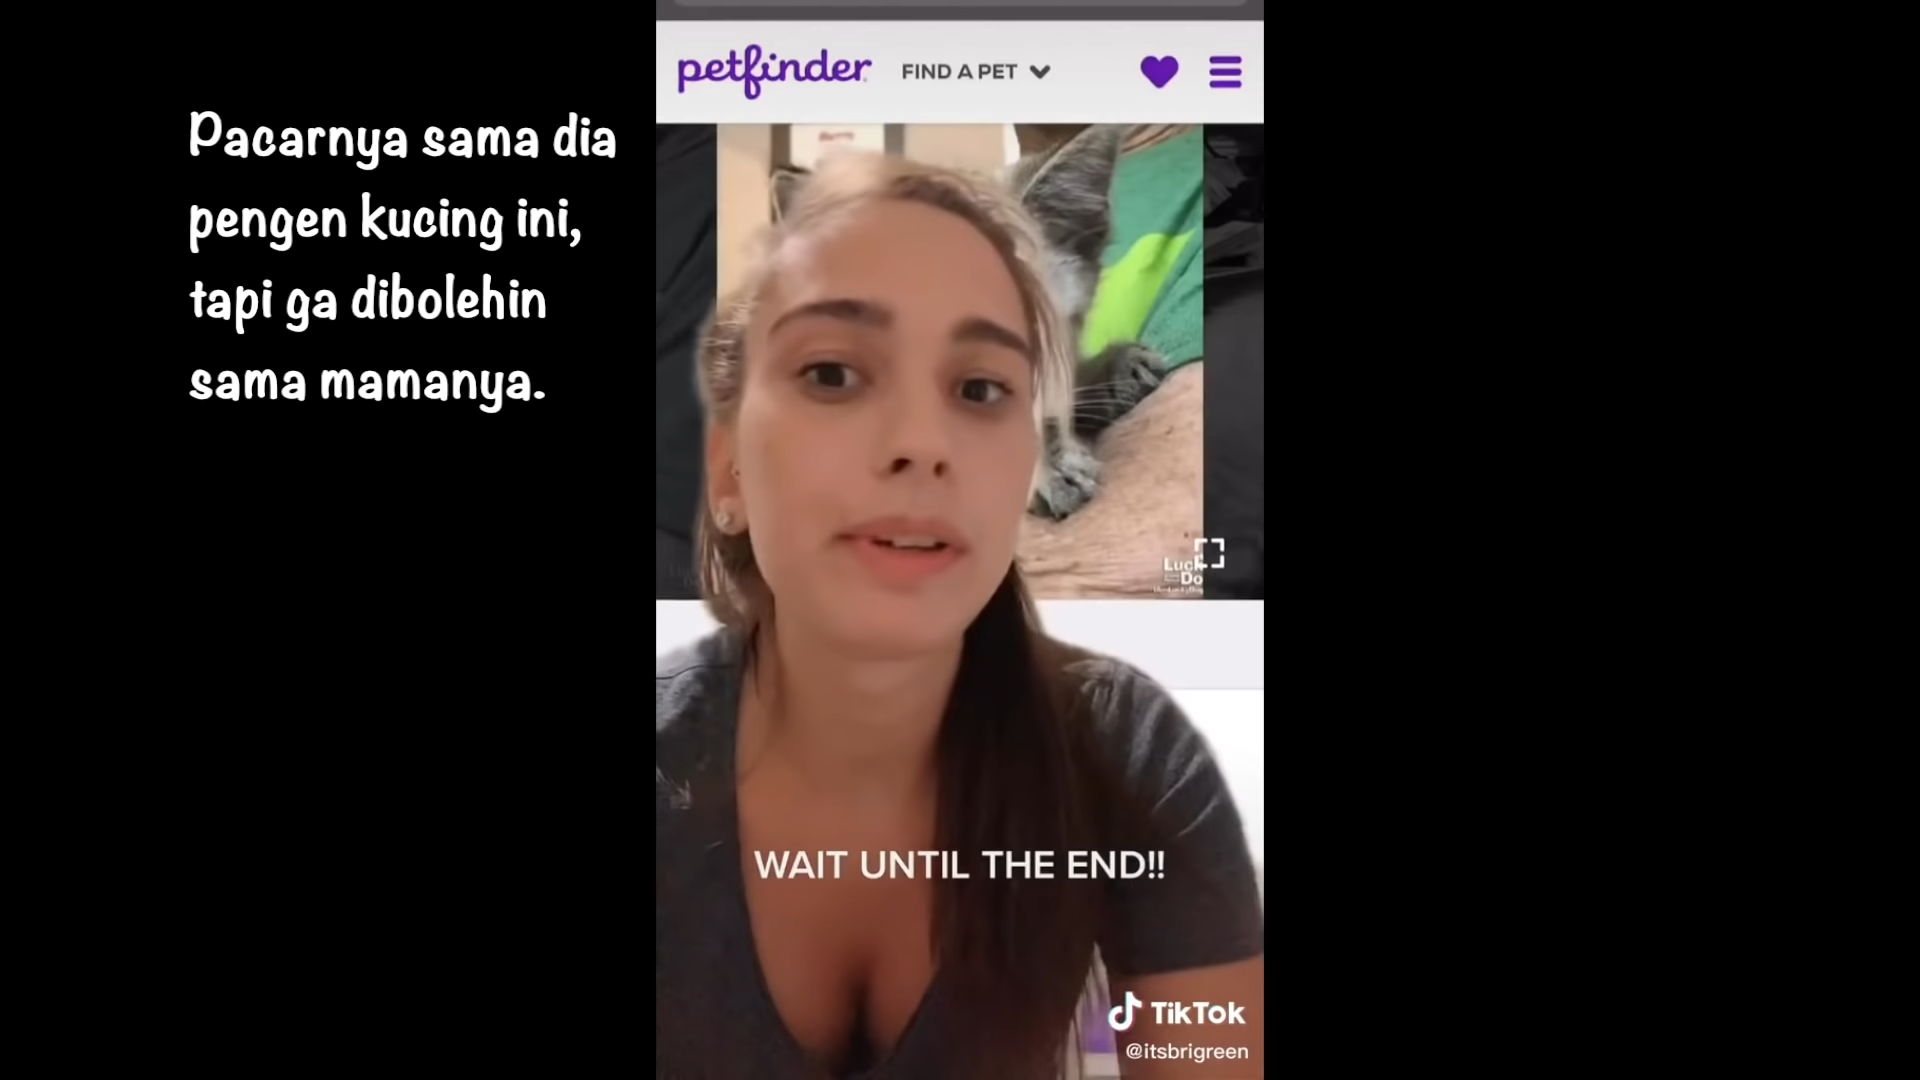 petfinder
FIND A PET
Pacarnya sama dia
pengen kucing ini,
tapi ga dibolehin
sama mamanya.
WAIT UNTIL THE END!!
TikTok
@itsbrigreen